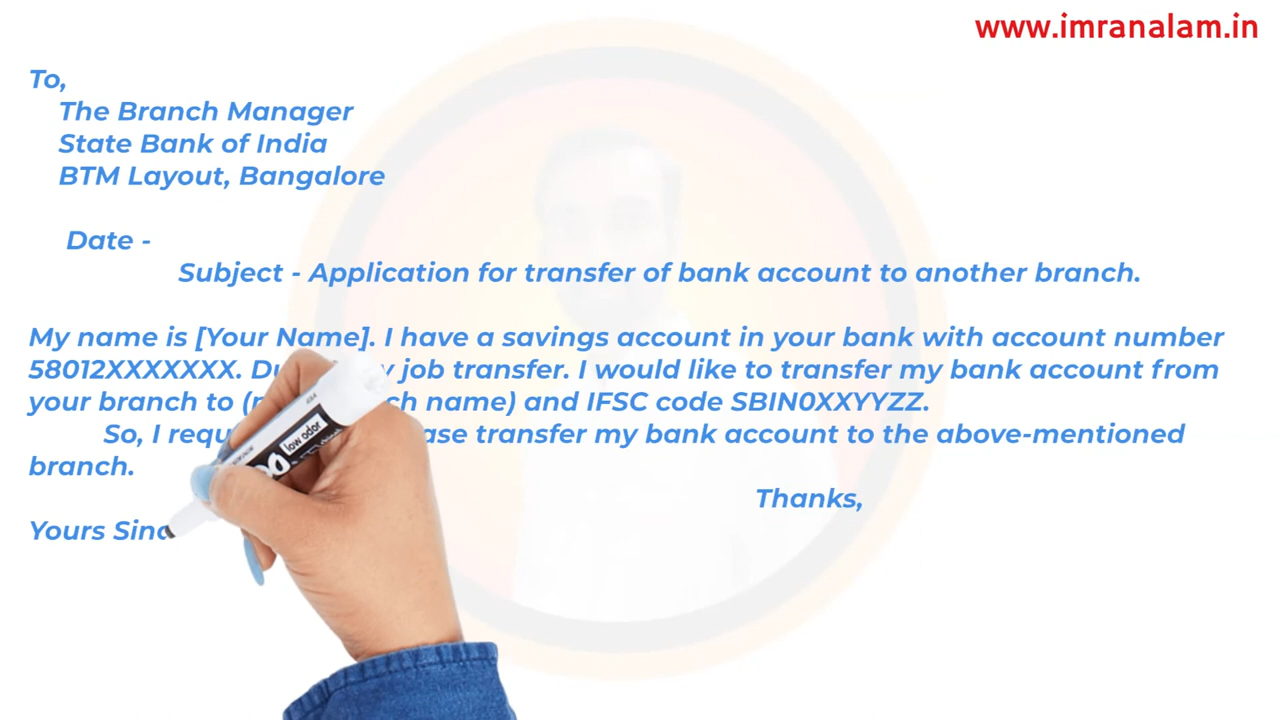 www.imranalam.in
To,
The Branch Manager
State Bank of India
BTM Layout, Bangalore
Date -
Subject - Application for transfer of bank account to another branch.
My name is [Your Name]. I have a savings account in your bank with account number
58012XXXXXXX. job transfer. I would like to transfer my bank account from
your branch to name) and IFSC code SBIN0XXYYZZ.
So, I transfer my bank account to the above-mentioned
branch.
Thanks,
Yours
low odor